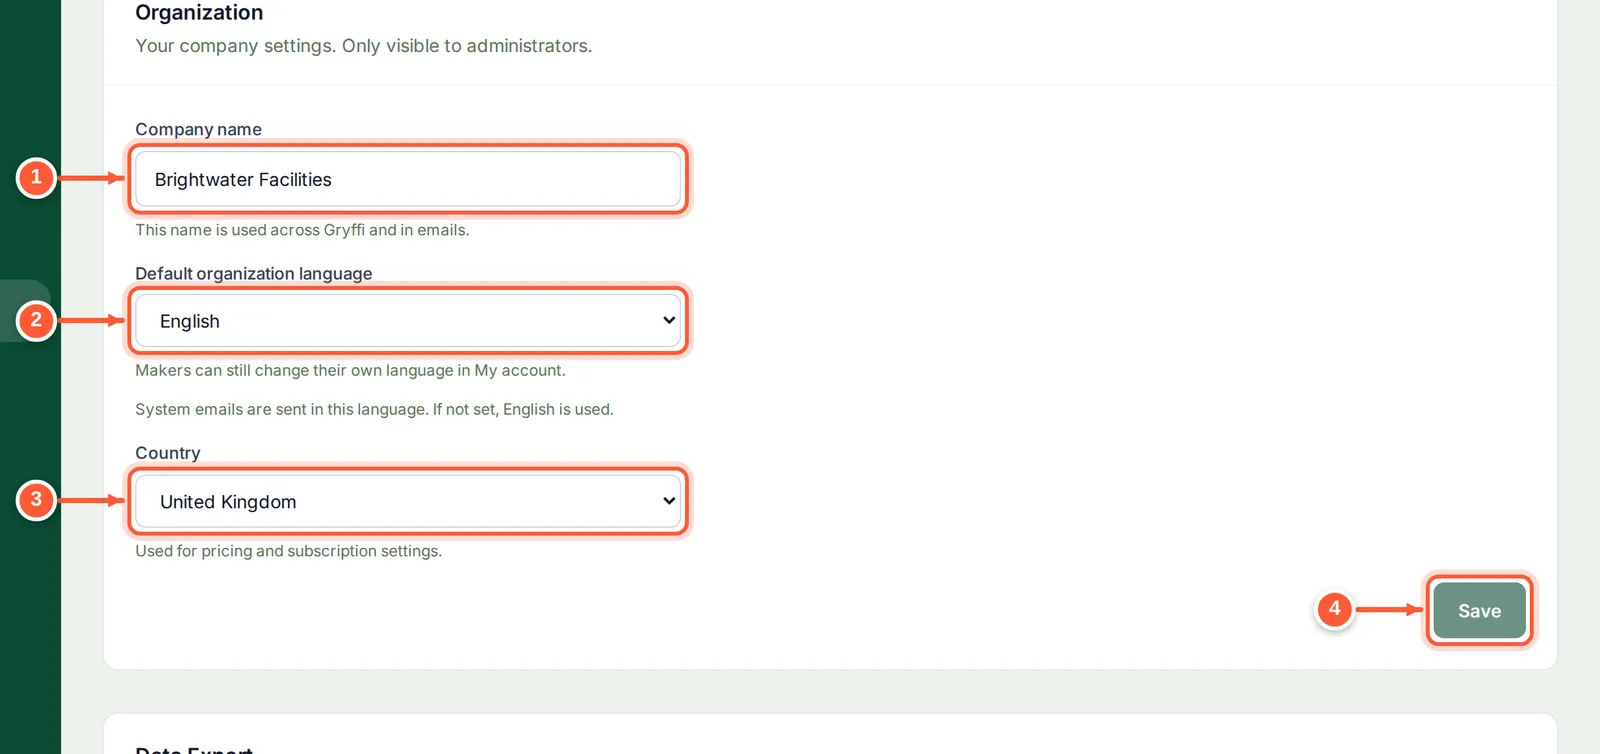 Organization
Your company settings. Only visible to administrators.
Company name
1
Brightwater Facilities
This name is used across Gryffi and in emails.
Default organization language
2
English
Makers can still change their own language in My account.
System emails are sent in this language. If not set, English is used.
Country
3
United Kingdom
Used for pricing and subscription settings.
4
Save
Data Export